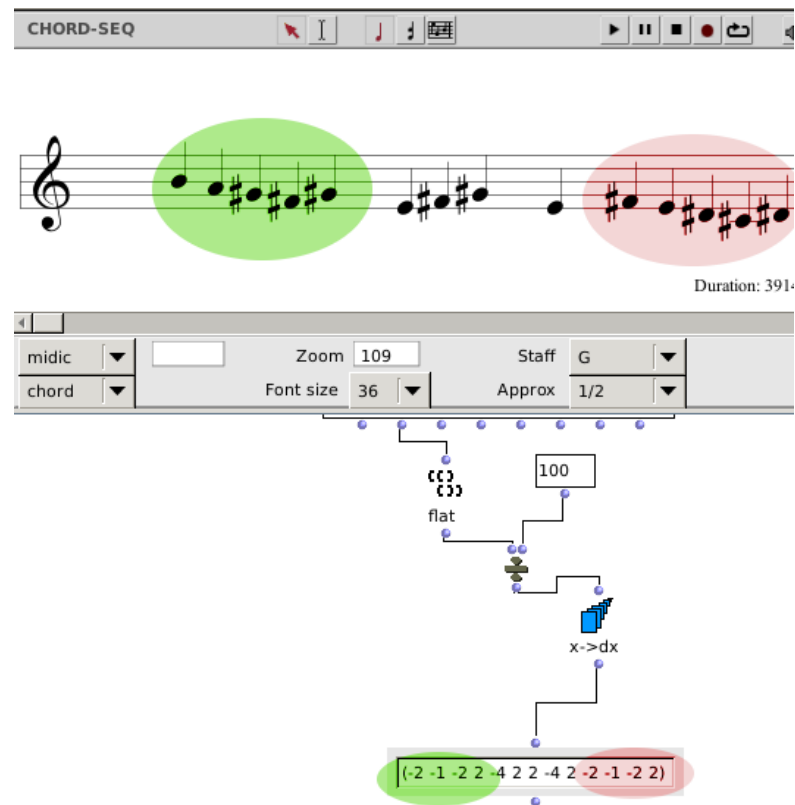 CHORD-SEQ
Duration: 3914
midic Zoom 109 Staff G
chord Font size 36 Approx 1/2
100
flat
x->dx
(-2 -1 -2 2 -4 2 2 -4 2 -2 -1 -2 2)